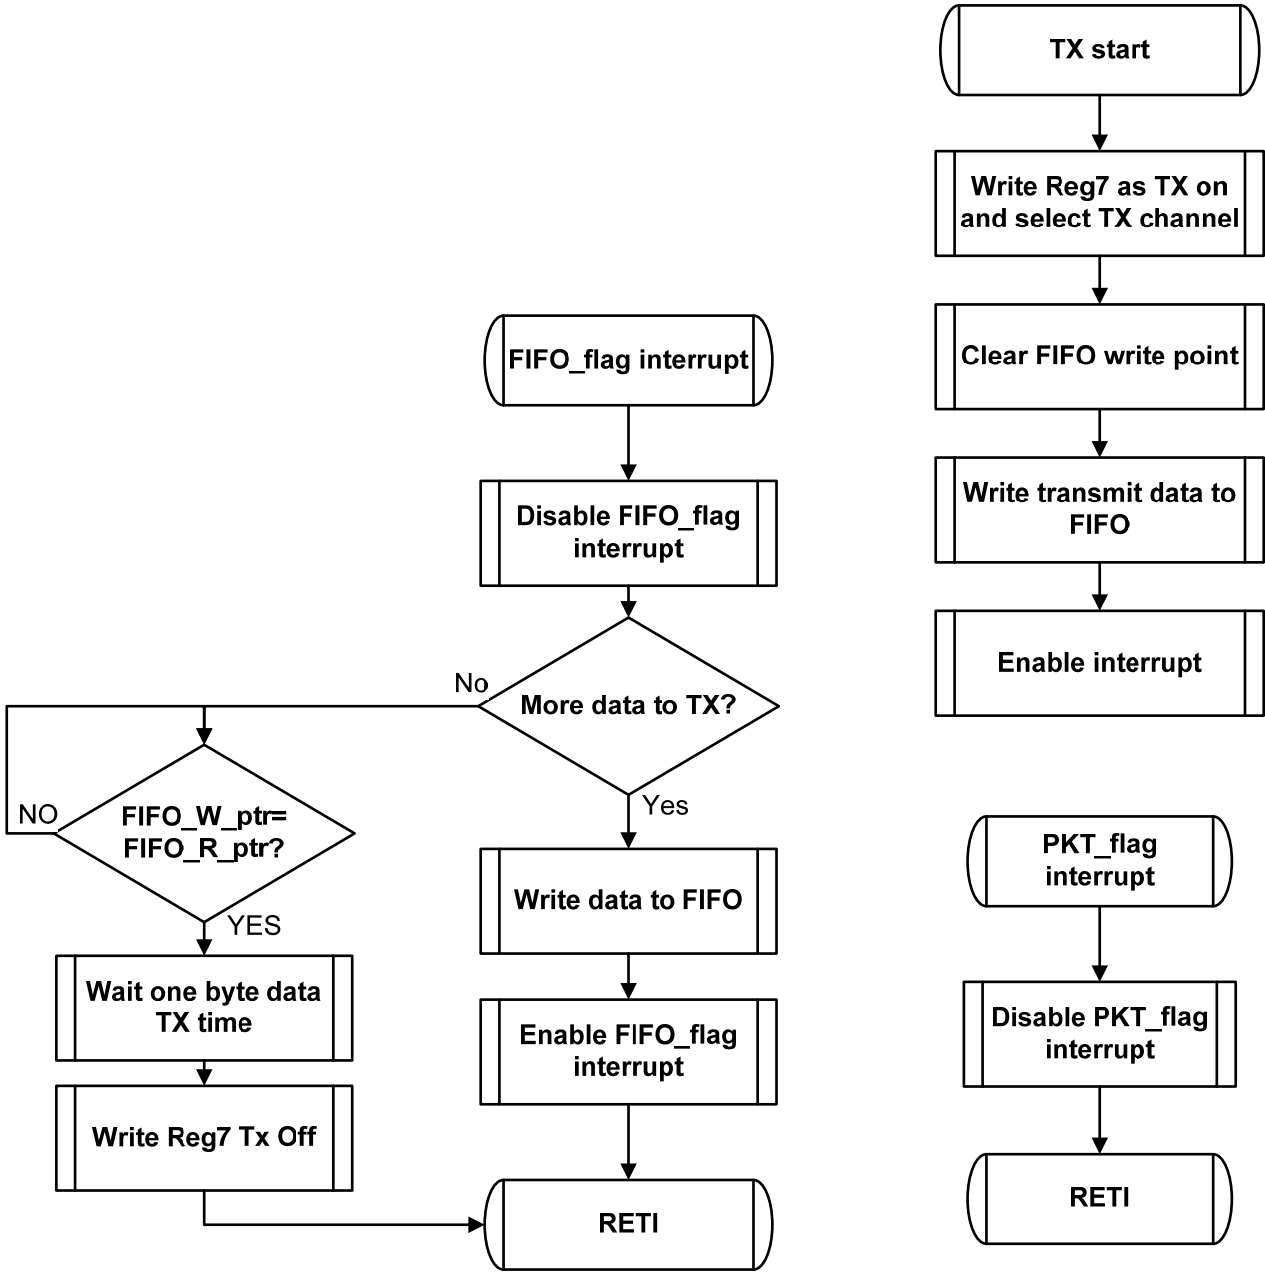 TX start
Write Reg7 as TX on
and select TX channel
Clear FIFO write point
Write transmit data to
FIFO
Enable interrupt
FIFO_flag interrupt
Disable FIFO_flag
interrupt
More data to TX?
No
Yes
FIFO_W_ptr=
FIFO_R_ptr?
NO
YES
Wait one byte data
TX time
Write Reg7 Tx Off
Write data to FIFO
Enable FIFO_flag
interrupt
RETI
PKT_flag
interrupt
Disable PKT_flag
interrupt
RETI